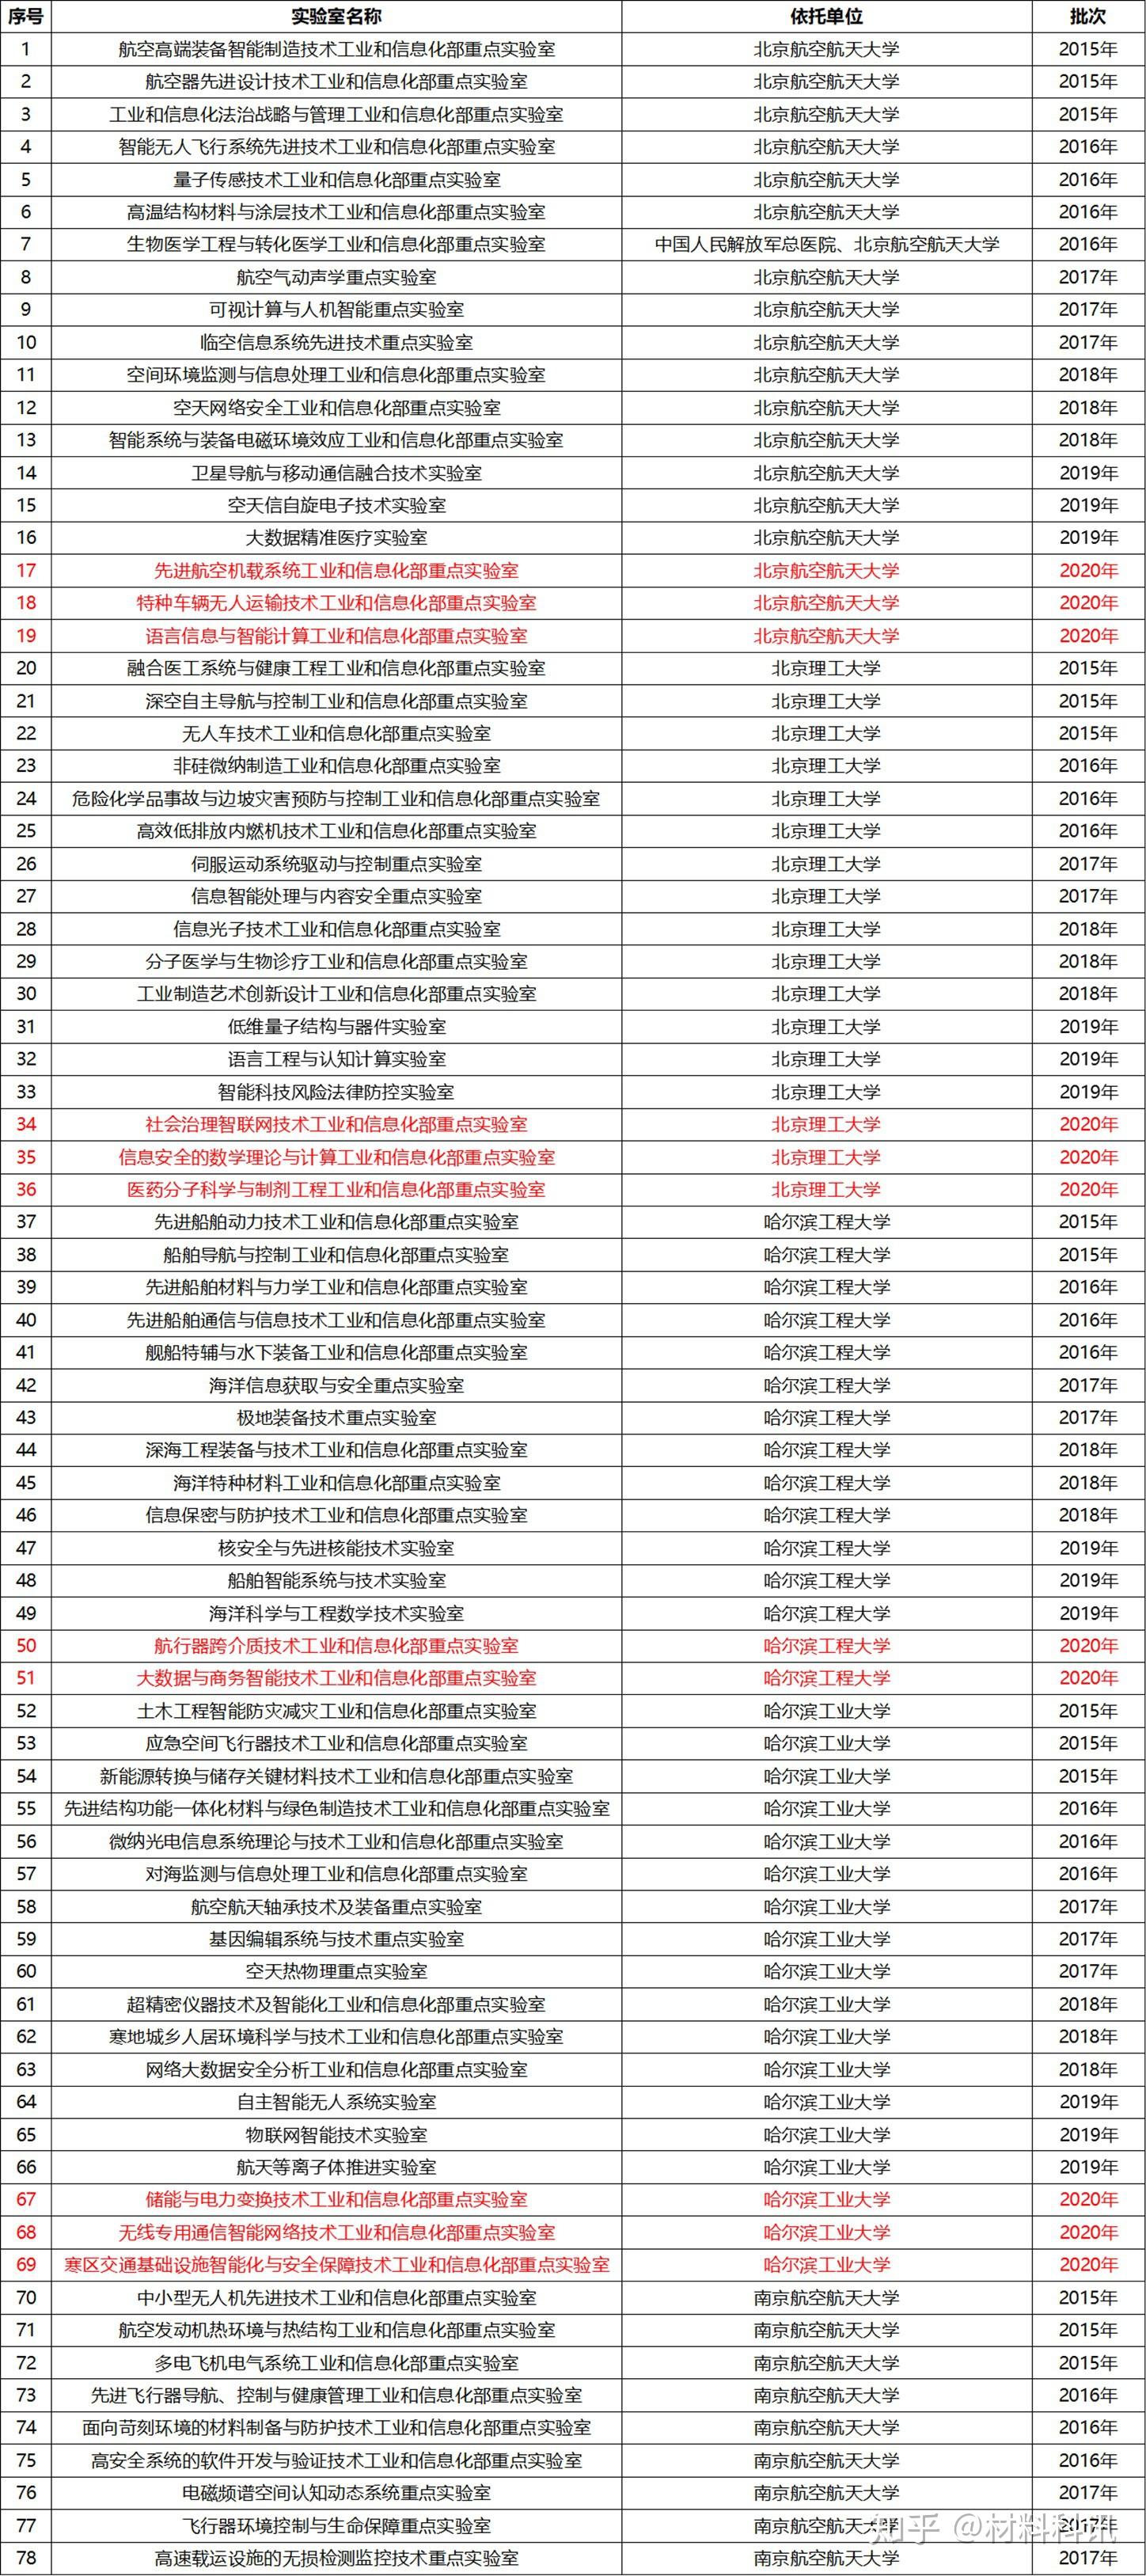 序号 实验室名称 依托单位 批次
1 航空高端装备智能制造技术工业和信息化部重点实验室 北京航空航天大学 2015年
2 航空器先进设计技术工业和信息化部重点实验室 北京航空航天大学 2015年
3 工业和信息化法治战略与管理工业和信息化部重点实验室 北京航空航天大学 2015年
4 智能无人飞行系统先进技术工业和信息化部重点实验室 北京航空航天大学 2016年
5 量子传感技术工业和信息化部重点实验室 北京航空航天大学 2016年
6 高温结构材料与涂层技术工业和信息化部重点实验室 北京航空航天大学 2016年
7 生物医学工程与转化医学工业和信息化部重点实验室 中国人民解放军总医院、北京航空航天大学 2016年
8 航空气动声学重点实验室 北京航空航天大学 2017年
9 可视计算与人机智能重点实验室 北京航空航天大学 2017年
10 临空信息系统先进技术重点实验室 北京航空航天大学 2017年
11 空间环境监测与信息处理工业和信息化部重点实验室 北京航空航天大学 2018年
12 空天网络安全工业和信息化部重点实验室 北京航空航天大学 2018年
13 智能系统与装备电磁环境效应工业和信息化部重点实验室 北京航空航天大学 2018年
14 卫星导航与移动通信融合技术实验室 北京航空航天大学 2019年
15 空天信自旋电子技术实验室 北京航空航天大学 2019年
16 大数据精准医疗实验室 北京航空航天大学 2019年
17 先进航空机载系统工业和信息化部重点实验室 北京航空航天大学 2020年
18 特种车辆无人运输技术工业和信息化部重点实验室 北京航空航天大学 2020年
19 语言信息与智能计算工业和信息化部重点实验室 北京航空航天大学 2020年
20 融合医工系统与健康工程工业和信息化部重点实验室 北京理工大学 2015年
21 深空自主导航与控制工业和信息化部重点实验室 北京理工大学 2015年
22 无人车技术工业和信息化部重点实验室 北京理工大学 2015年
23 非硅微纳制造工业和信息化部重点实验室 北京理工大学 2016年
24 危险化学品事故与边坡灾害预防与控制工业和信息化部重点实验室 北京理工大学 2016年
25 高效低排放内燃机技术工业和信息化部重点实验室 北京理工大学 2016年
26 伺服运动系统驱动与控制重点实验室 北京理工大学 2017年
27 信息智能处理与内容安全重点实验室 北京理工大学 2017年
28 信息光子技术工业和信息化部重点实验室 北京理工大学 2018年
29 分子医学与生物诊疗工业和信息化部重点实验室 北京理工大学 2018年
30 工业制造艺术创新设计工业和信息化部重点实验室 北京理工大学 2018年
31 低维量子结构与器件实验室 北京理工大学 2019年
32 语言工程与认知计算实验室 北京理工大学 2019年
33 智能科技风险法律防控实验室 北京理工大学 2019年
34 社会治理智联网技术工业和信息化部重点实验室 北京理工大学 2020年
35 信息安全的数学理论与计算工业和信息化部重点实验室 北京理工大学 2020年
36 医药分子科学与制剂工程工业和信息化部重点实验室 北京理工大学 2020年
37 先进船舶动力技术工业和信息化部重点实验室 哈尔滨工程大学 2015年
38 船舶导航与控制工业和信息化部重点实验室 哈尔滨工程大学 2015年
39 先进船舶材料与力学工业和信息化部重点实验室 哈尔滨工程大学 2016年
40 先进船舶通信与信息技术工业和信息化部重点实验室 哈尔滨工程大学 2016年
41 舰船特辅与水下装备工业和信息化部重点实验室 哈尔滨工程大学 2016年
42 海洋信息获取与安全重点实验室 哈尔滨工程大学 2017年
43 极地装备技术重点实验室 哈尔滨工程大学 2017年
44 深海工程装备与技术工业和信息化部重点实验室 哈尔滨工程大学 2018年
45 海洋特种材料工业和信息化部重点实验室 哈尔滨工程大学 2018年
46 信息保密与防护技术工业和信息化部重点实验室 哈尔滨工程大学 2018年
47 核安全与先进核能技术实验室 哈尔滨工程大学 2019年
48 船舶智能系统与技术实验室 哈尔滨工程大学 2019年
49 海洋科学与工程数学技术实验室 哈尔滨工程大学 2019年
50 航行器跨介质技术工业和信息化部重点实验室 哈尔滨工程大学 2020年
51 大数据与商务智能技术工业和信息化部重点实验室 哈尔滨工程大学 2020年
52 土木工程智能防灾减灾工业和信息化部重点实验室 哈尔滨工业大学 2015年
53 应急空间飞行器技术工业和信息化部重点实验室 哈尔滨工业大学 2015年
54 新能源转换与储存关键材料技术工业和信息化部重点实验室 哈尔滨工业大学 2015年
55 先进结构功能一体化材料与绿色制造技术工业和信息化部重点实验室 哈尔滨工业大学 2016年
56 微纳光电信息系统理论与技术工业和信息化部重点实验室 哈尔滨工业大学 2016年
57 对海监测与信息处理工业和信息化部重点实验室 哈尔滨工业大学 2016年
58 航空航天轴承技术及装备重点实验室 哈尔滨工业大学 2017年
59 基因编辑系统与技术重点实验室 哈尔滨工业大学 2017年
60 空天热物理重点实验室 哈尔滨工业大学 2017年
61 超精密仪器技术及智能化工业和信息化部重点实验室 哈尔滨工业大学 2018年
62 寒地城乡人居环境科学与技术工业和信息化部重点实验室 哈尔滨工业大学 2018年
63 网络大数据安全分析工业和信息化部重点实验室 哈尔滨工业大学 2018年
64 自主智能无人系统实验室 哈尔滨工业大学 2019年
65 物联网智能技术实验室 哈尔滨工业大学 2019年
66 航天等离子体推进实验室 哈尔滨工业大学 2019年
67 储能与电力变换技术工业和信息化部重点实验室 哈尔滨工业大学 2020年
68 无线专用通信智能网络技术工业和信息化部重点实验室 哈尔滨工业大学 2020年
69 寒区交通基础设施智能化与安全保障技术工业和信息化部重点实验室 哈尔滨工业大学 2020年
70 中小型无人机先进技术工业和信息化部重点实验室 南京航空航天大学 2015年
71 航空发动机热环境与热结构工业和信息化部重点实验室 南京航空航天大学 2015年
72 多电飞机电气系统工业和信息化部重点实验室 南京航空航天大学 2015年
73 先进飞行器导航、控制与健康管理工业和信息化部重点实验室 南京航空航天大学 2016年
74 面向苛刻环境的材料制备与防护技术工业和信息化部重点实验室 南京航空航天大学 2016年
75 高安全系统的软件开发与验证技术工业和信息化部重点实验室 南京航空航天大学 2016年
76 电磁频谱空间认知动态系统重点实验室 南京航空航天大学 2017年
77 飞行器环境控制与生命保障重点实验室 南京航空航天大学 2017年
知乎 @材料科讯
78 高速载运设施的无损检测监控技术重点实验室 南京航空航天大学 2017年